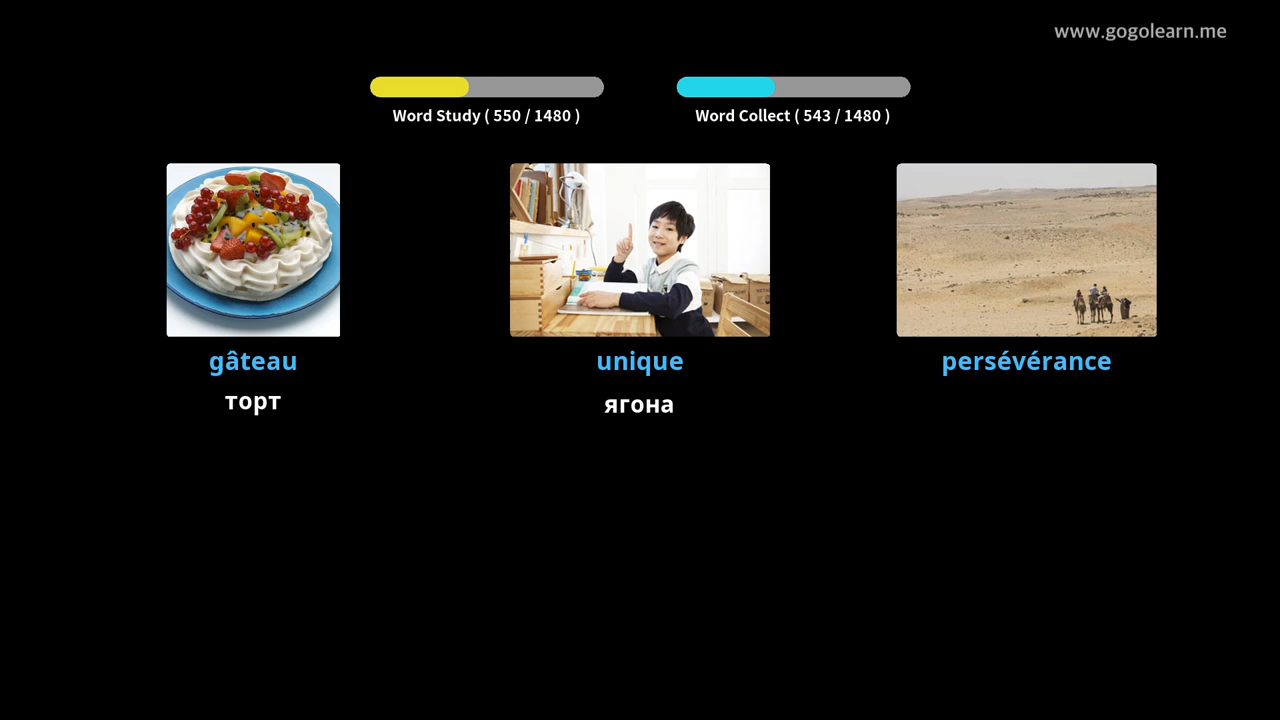 www.gogolearn.me
Word Study ( 550 / 1480 )
Word Collect ( 543 / 1480 )
gâteau
unique
persévérance
торт
ягона